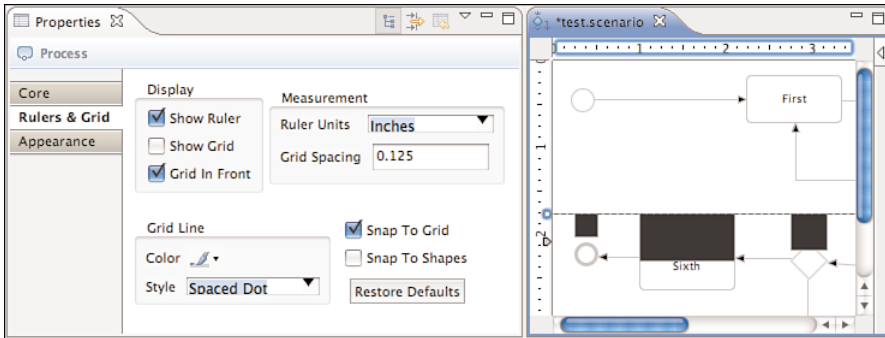 Properties
Process
Core
Rulers & Grid
Appearance
Display
Show Ruler
Show Grid
Grid In Front
Measurement
Ruler Units Inches
Grid Spacing 0.125
Grid Line
Color
Style Spaced Dot
Snap To Grid
Snap To Shapes
Restore Defaults
*test.scenario
0 1 2 3
1
2
First
Sixth